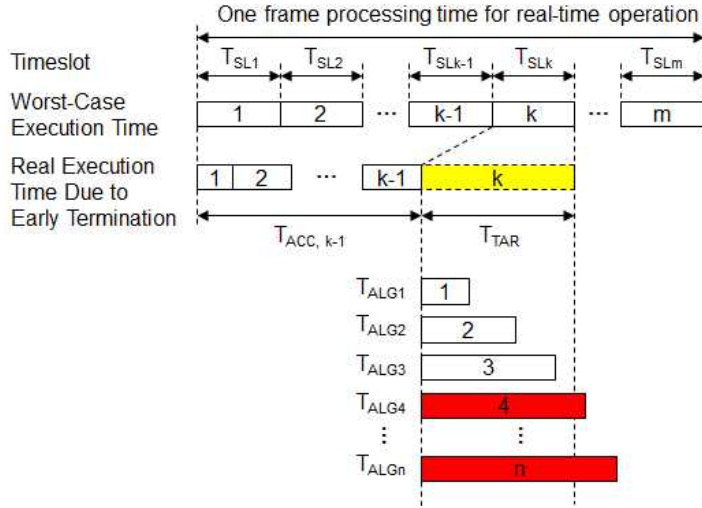 One frame processing time for real-time operation
Timeslot TSL1 TSL2 TSLk-1 TSLk TSLm
Worst-Case
Execution Time
1 2 ... k-1 k ... m
Real Execution
Time Due to
Early Termination
1 2 ... k-1 k
TACC, k-1 TTAR
TALG1 1
TALG2 2
TALG3 3
TALG4 4
⋮ ⋮
TALGn n